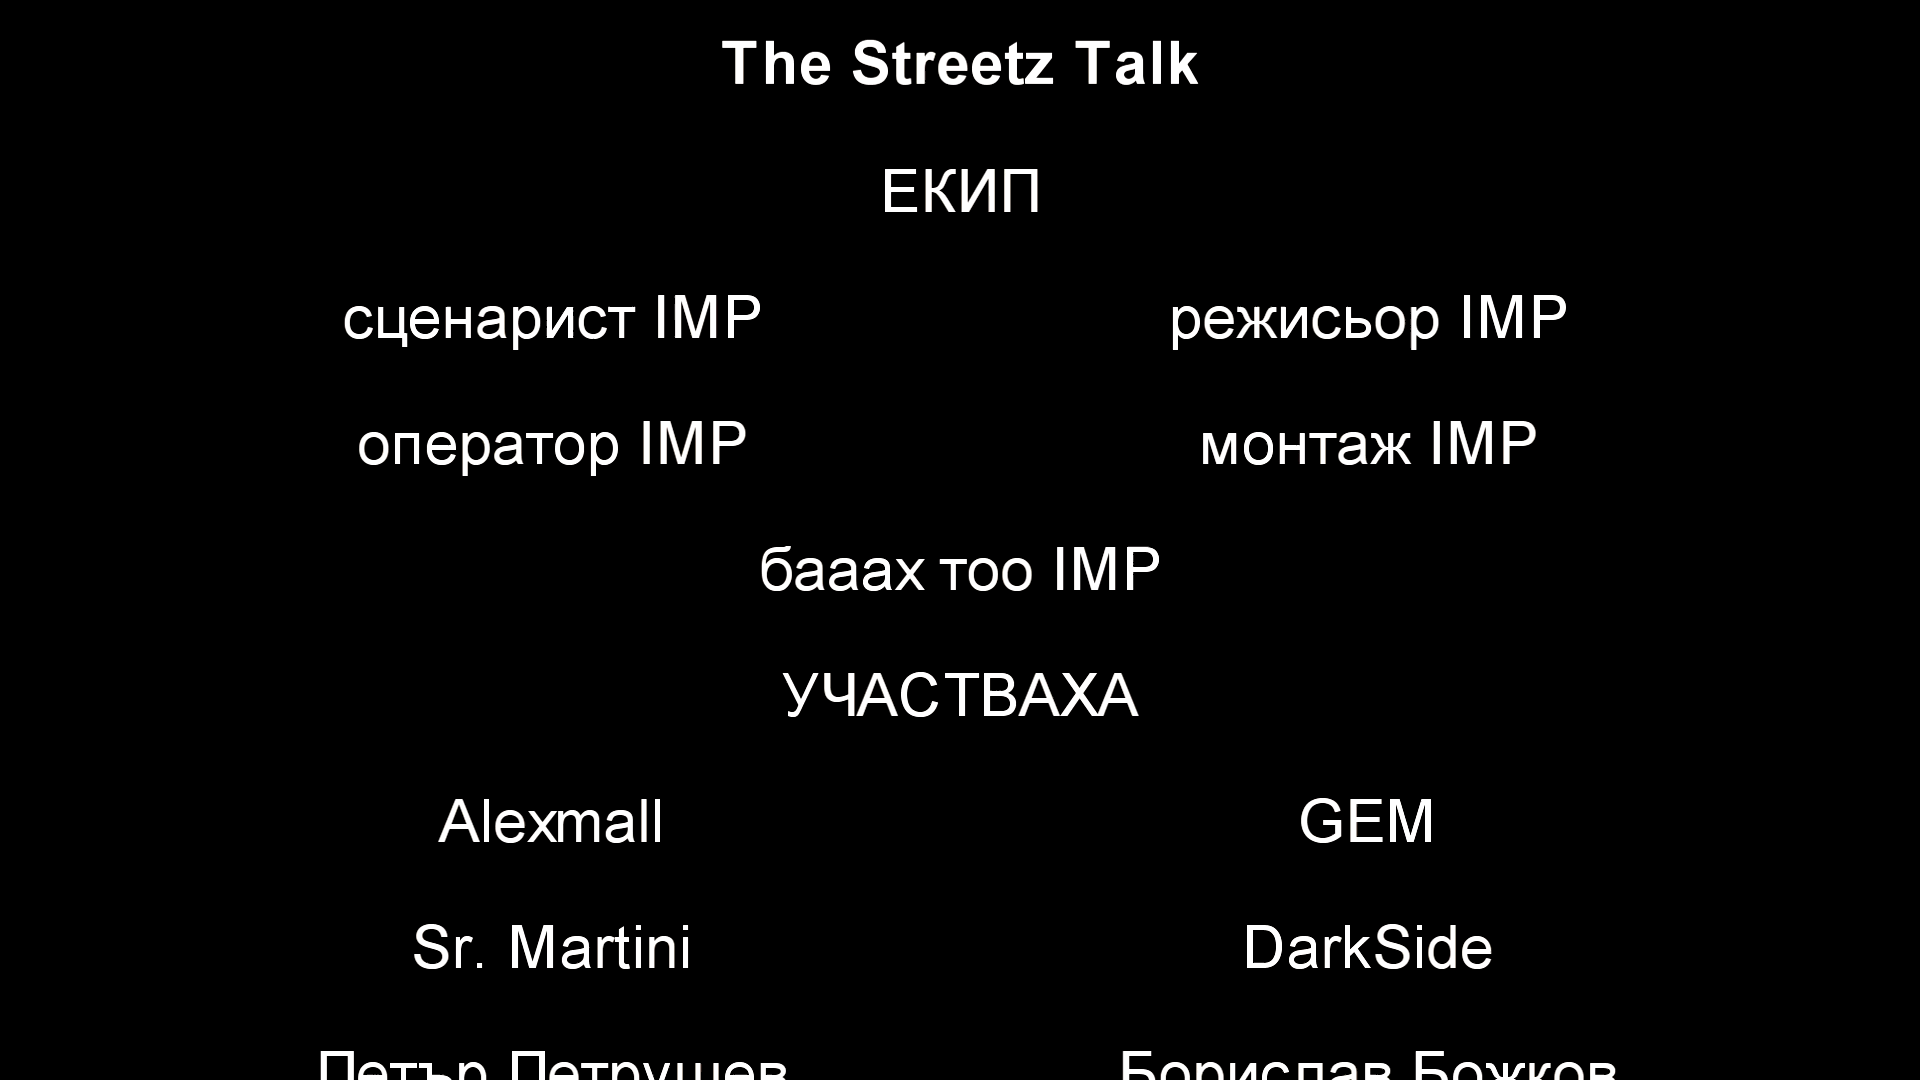 The Streetz Talk
ЕКИП
сценарист IMP режисьор IMP
оператор IMP монтаж IMP
бааах тоо IMP
УЧАСТВАХА
Alexmall GEM
Sr. Martini DarkSide
Петър Петрушев Борислав Божков